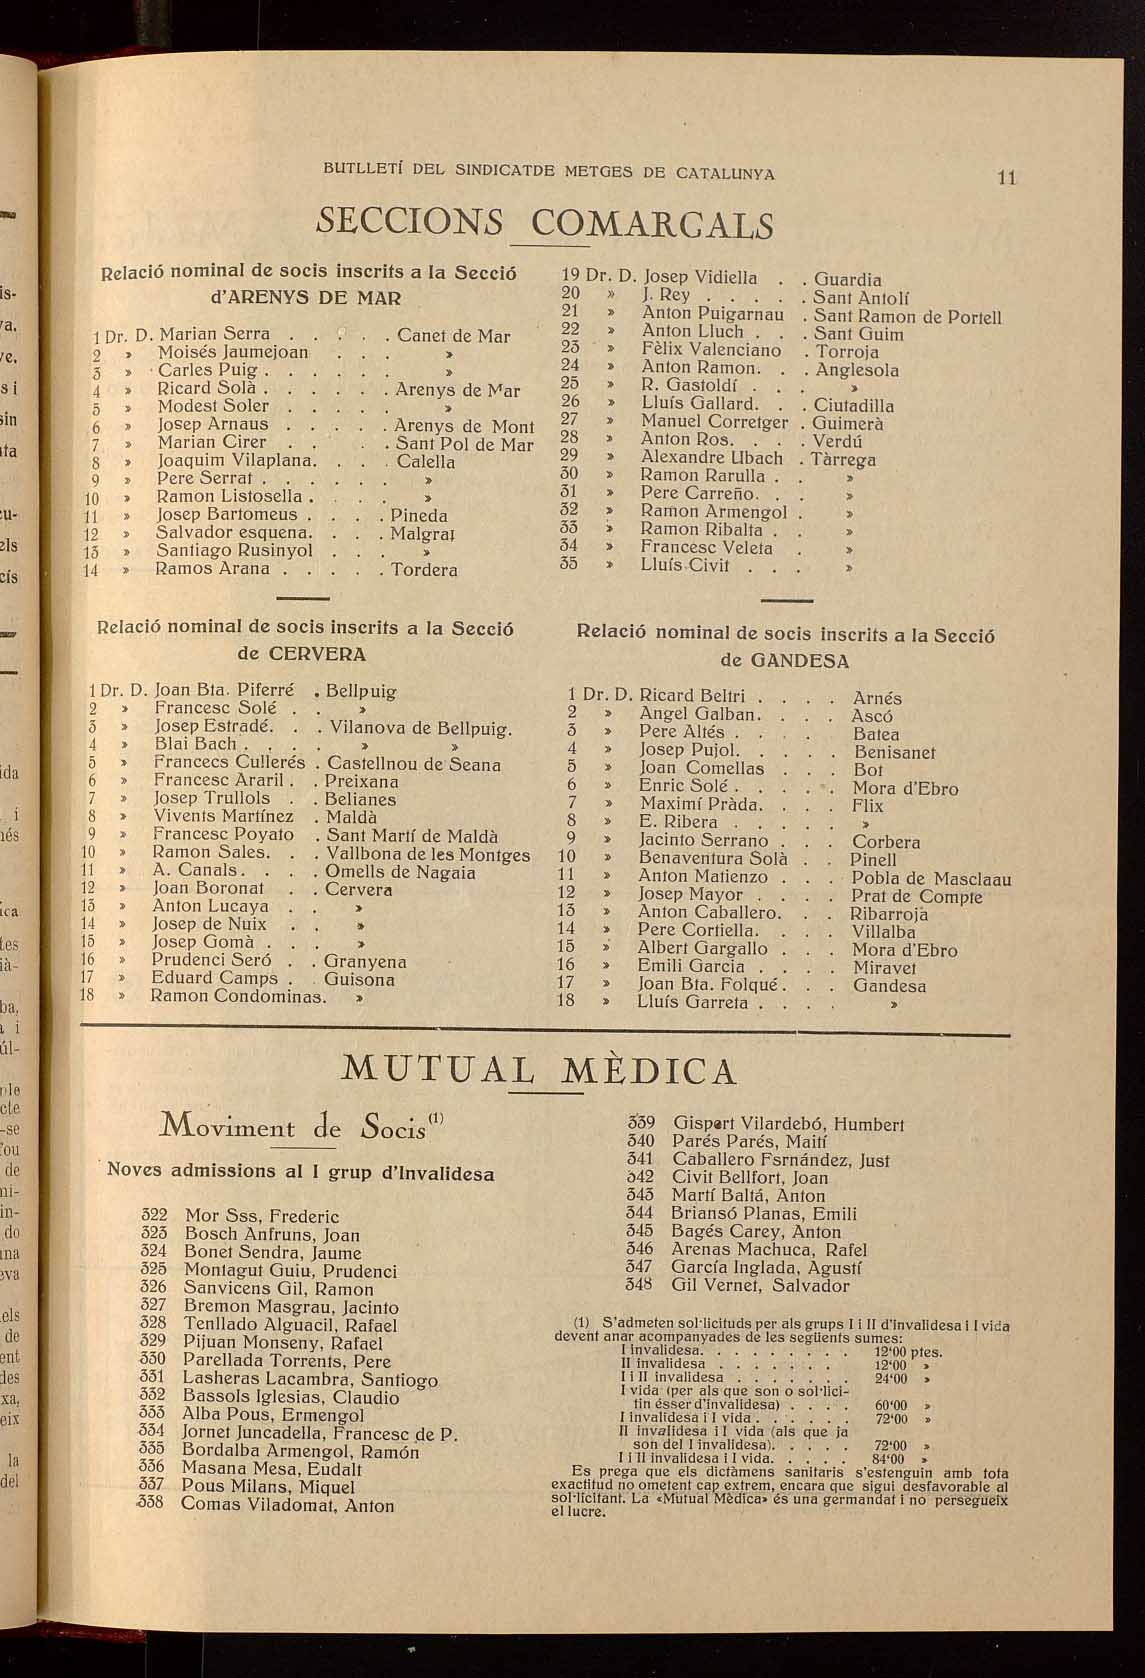 BUTLLETÍ DEL SINDICATDE METGES DE CATALUNYA 11
SECCIONS COMARCALS
Relació nominal de socis inscrits a la Secció
d'ARENYS DE MAR
1 Dr. D. Marian Serra . . . . . Canet de Mar
2 » Moisés Jaumejoan . . . »
3 » Carles Puig . . . . . . »
4 » Ricard Solà . . . . . . Arenys de Mar
5 » Modest Soler . . . . . »
6 » Josep Arnaus . . . . . Arenys de Mont
7 » Marian Cirer . . . . Sant Pol de Mar
8 » Joaquim Vilaplana. . . . Calella
9 » Pere Serrat . . . . . . »
10 » Ramon Listosella . . . . »
11 » Josep Bartomeus . . . . Pineda
12 » Salvador esquena. . . . Malgrat
13 » Santiago Rusinyol . . . »
14 » Ramos Arana . . . . . Tordera
Relació nominal de socis inscrits a la Secció
de CERVERA
1 Dr. D. Joan Bta. Piferré . Bellpuig
2 » Francesc Solé . . »
3 » Josep Estradé. . . Vilanova de Bellpuig.
4 » Blai Bach . . . . » »
5 » Francecs Cullerés . Castellnou de Seana
6 » Francesc Araril . . Preixana
7 » Josep Trullols . . Belianes
8 » Vivents Martínez . Maldà
9 » Francesc Poyato . Sant Martí de Maldà
10 » Ramon Sales. . . Vallbona de les Montges
11 » A. Canals. . . . Omells de Nagaia
12 » Joan Boronat . . Cervera
13 » Anton Lucaya . . »
14 » Josep de Nuix . . »
15 » Josep Gomà . . . »
16 » Prudenci Seró . . Granyena
17 » Eduard Camps . . Guisona
18 » Ramon Condominas. »
19 Dr. D. Josep Vidiella . . Guardia
20 » J. Rey . . . . . Sant Antolí
21 » Anton Puigarnau . Sant Ramon de Portell
22 » Anton Lluch . . . Sant Guim
23 » Fèlix Valenciano . Torroja
24 » Anton Ramon. . . Anglesola
25 » R. Gastoldí . . . »
26 » Lluís Gallard. . . Ciutadilla
27 » Manuel Corretger . Guimerà
28 » Anton Ros. . . . Verdú
29 » Alexandre Ubach . Tàrrega
30 » Ramon Rarulla . . »
31 » Pere Carreño. . . »
32 » Ramon Armengol . »
33 » Ramon Ribalta . . »
34 » Francesc Veleta . »
35 » Lluís Civit . . . »
Relació nominal de socis inscrits a la Secció
de GANDESA
1 Dr. D. Ricard Beltri . . . . Arnés
2 » Angel Galban. . . . Ascó
3 » Pere Altés . . . . Batea
4 » Josep Pujol. . . . . Benisanet
5 » Joan Comellas . . . Bot
6 » Enric Solé . . . . . . Mora d'Ebro
7 » Maximí Pràda. . . . Flix
8 » E. Ribera . . . . . »
9 » Jacinto Serrano . . . Corbera
10 » Benaventura Solà . . Pinell
11 » Anton Matienzo . . . Pobla de Masclaau
12 » Josep Mayor . . . . Prat de Compte
13 » Anton Caballero. . . Ribarroja
14 » Pere Cortiella. . . . Villalba
15 » Albert Gargallo . . . Mora d'Ebro
16 » Emili Garcia . . . . Miravet
17 » Joan Bta. Folqué . . . Gandesa
18 » Lluís Garreta . . . . »
MUTUAL MÈDICA
Moviment de Socis (1)
Noves admissions al I grup d'Invalidesa
322 Mor Sss, Frederic
323 Bosch Anfruns, Joan
324 Bonet Sendra, Jaume
325 Montagut Guiu, Prudenci
326 Sanvicens Gil, Ramon
327 Bremon Masgrau, Jacinto
328 Tenllado Alguacil, Rafael
329 Pijuan Monseny, Rafael
330 Parellada Torrents, Pere
331 Lasheras Lacambra, Santiogo
332 Bassols Iglesias, Claudio
333 Alba Pous, Ermengol
334 Jornet Juncadella, Francesc de P.
335 Bordalba Armengol, Ramón
336 Masana Mesa, Eudalt
337 Pous Milans, Miquel
338 Comas Viladomat, Anton
339 Gispert Vilardebó, Humbert
340 Parés Parés, Maití
341 Caballero Fsrnández, Just
342 Civit Bellfort, Joan
343 Martí Baltá, Anton
344 Briansó Planas, Emili
345 Bagés Carey, Anton
346 Arenas Machuca, Rafel
347 García Inglada, Agustí
348 Gil Vernet, Salvador
(1) S'admeten sol·licituds per als grups I i II d'invalidesa i I vida
devent anar acompanyades de les següents sumes:
I invalidesa. . . . . . . . . 12'00 ptes.
II invalidesa . . . . . . . 12'00 »
I i II invalidesa . . . . . . . 24'00 »
I vida (per als que son o sol·lici-
tin ésser d'invalidesa) . . . . 60'00 »
I invalidesa i I vida . . . . . . 72'00 »
II invalidesa i I vida (als que ja
son del I invalidesa). . . . . 72'00 »
I i II invalidesa i I vida. . . . . 84'00 »
Es prega que els dictàmens sanitaris s'estenguin amb tota
exactitud no ometent cap extrem, encara que sigui desfavorable al
sol·licitant. La «Mutual Mèdica» és una germandat i no persegueix
el lucre.